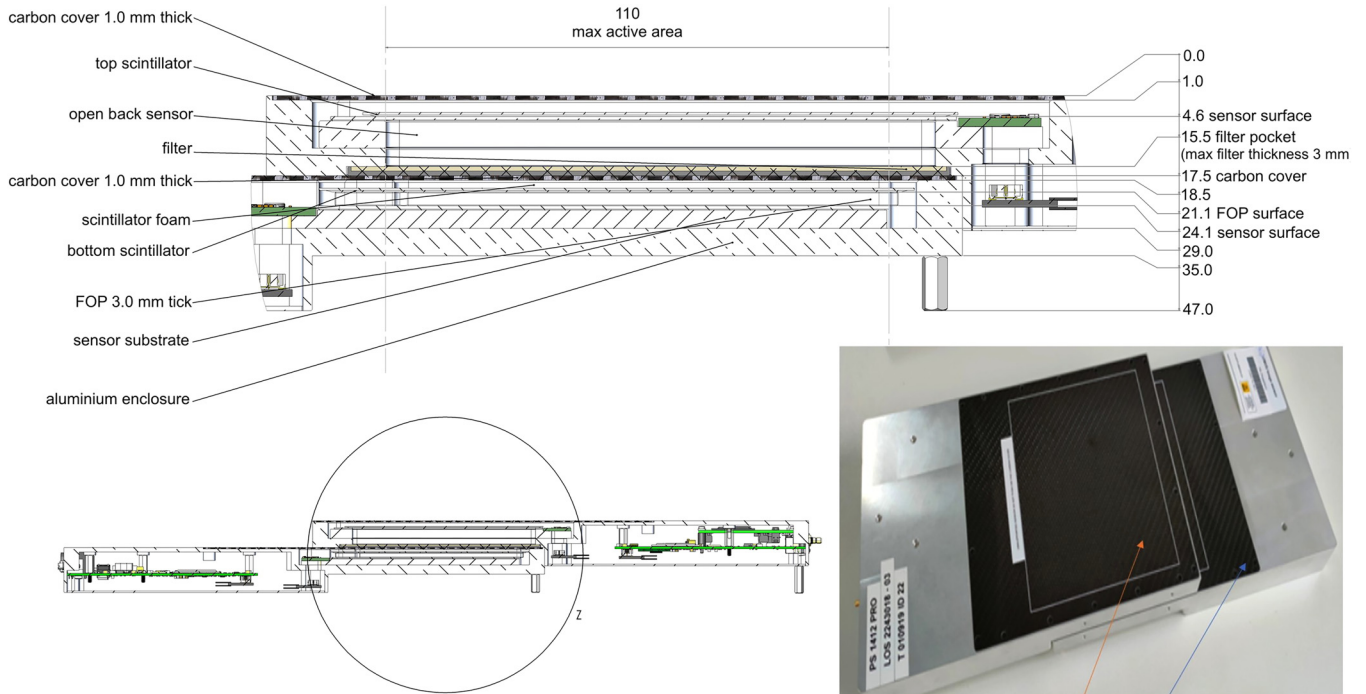 110
max active area
carbon cover 1.0 mm thick
top scintillator
open back sensor
filter
carbon cover 1.0 mm thick
scintillator foam
bottom scintillator
FOP 3.0 mm tick
sensor substrate
aluminium enclosure
0.0
1.0
4.6 sensor surface
15.5 filter pocket
(max filter thickness 3 mm
17.5 carbon cover
18.5
21.1 FOP surface
24.1 sensor surface
29.0
35.0
47.0
Z
PS 1412 PRO
LOS 2243018 - 03
T 010919 ID 22